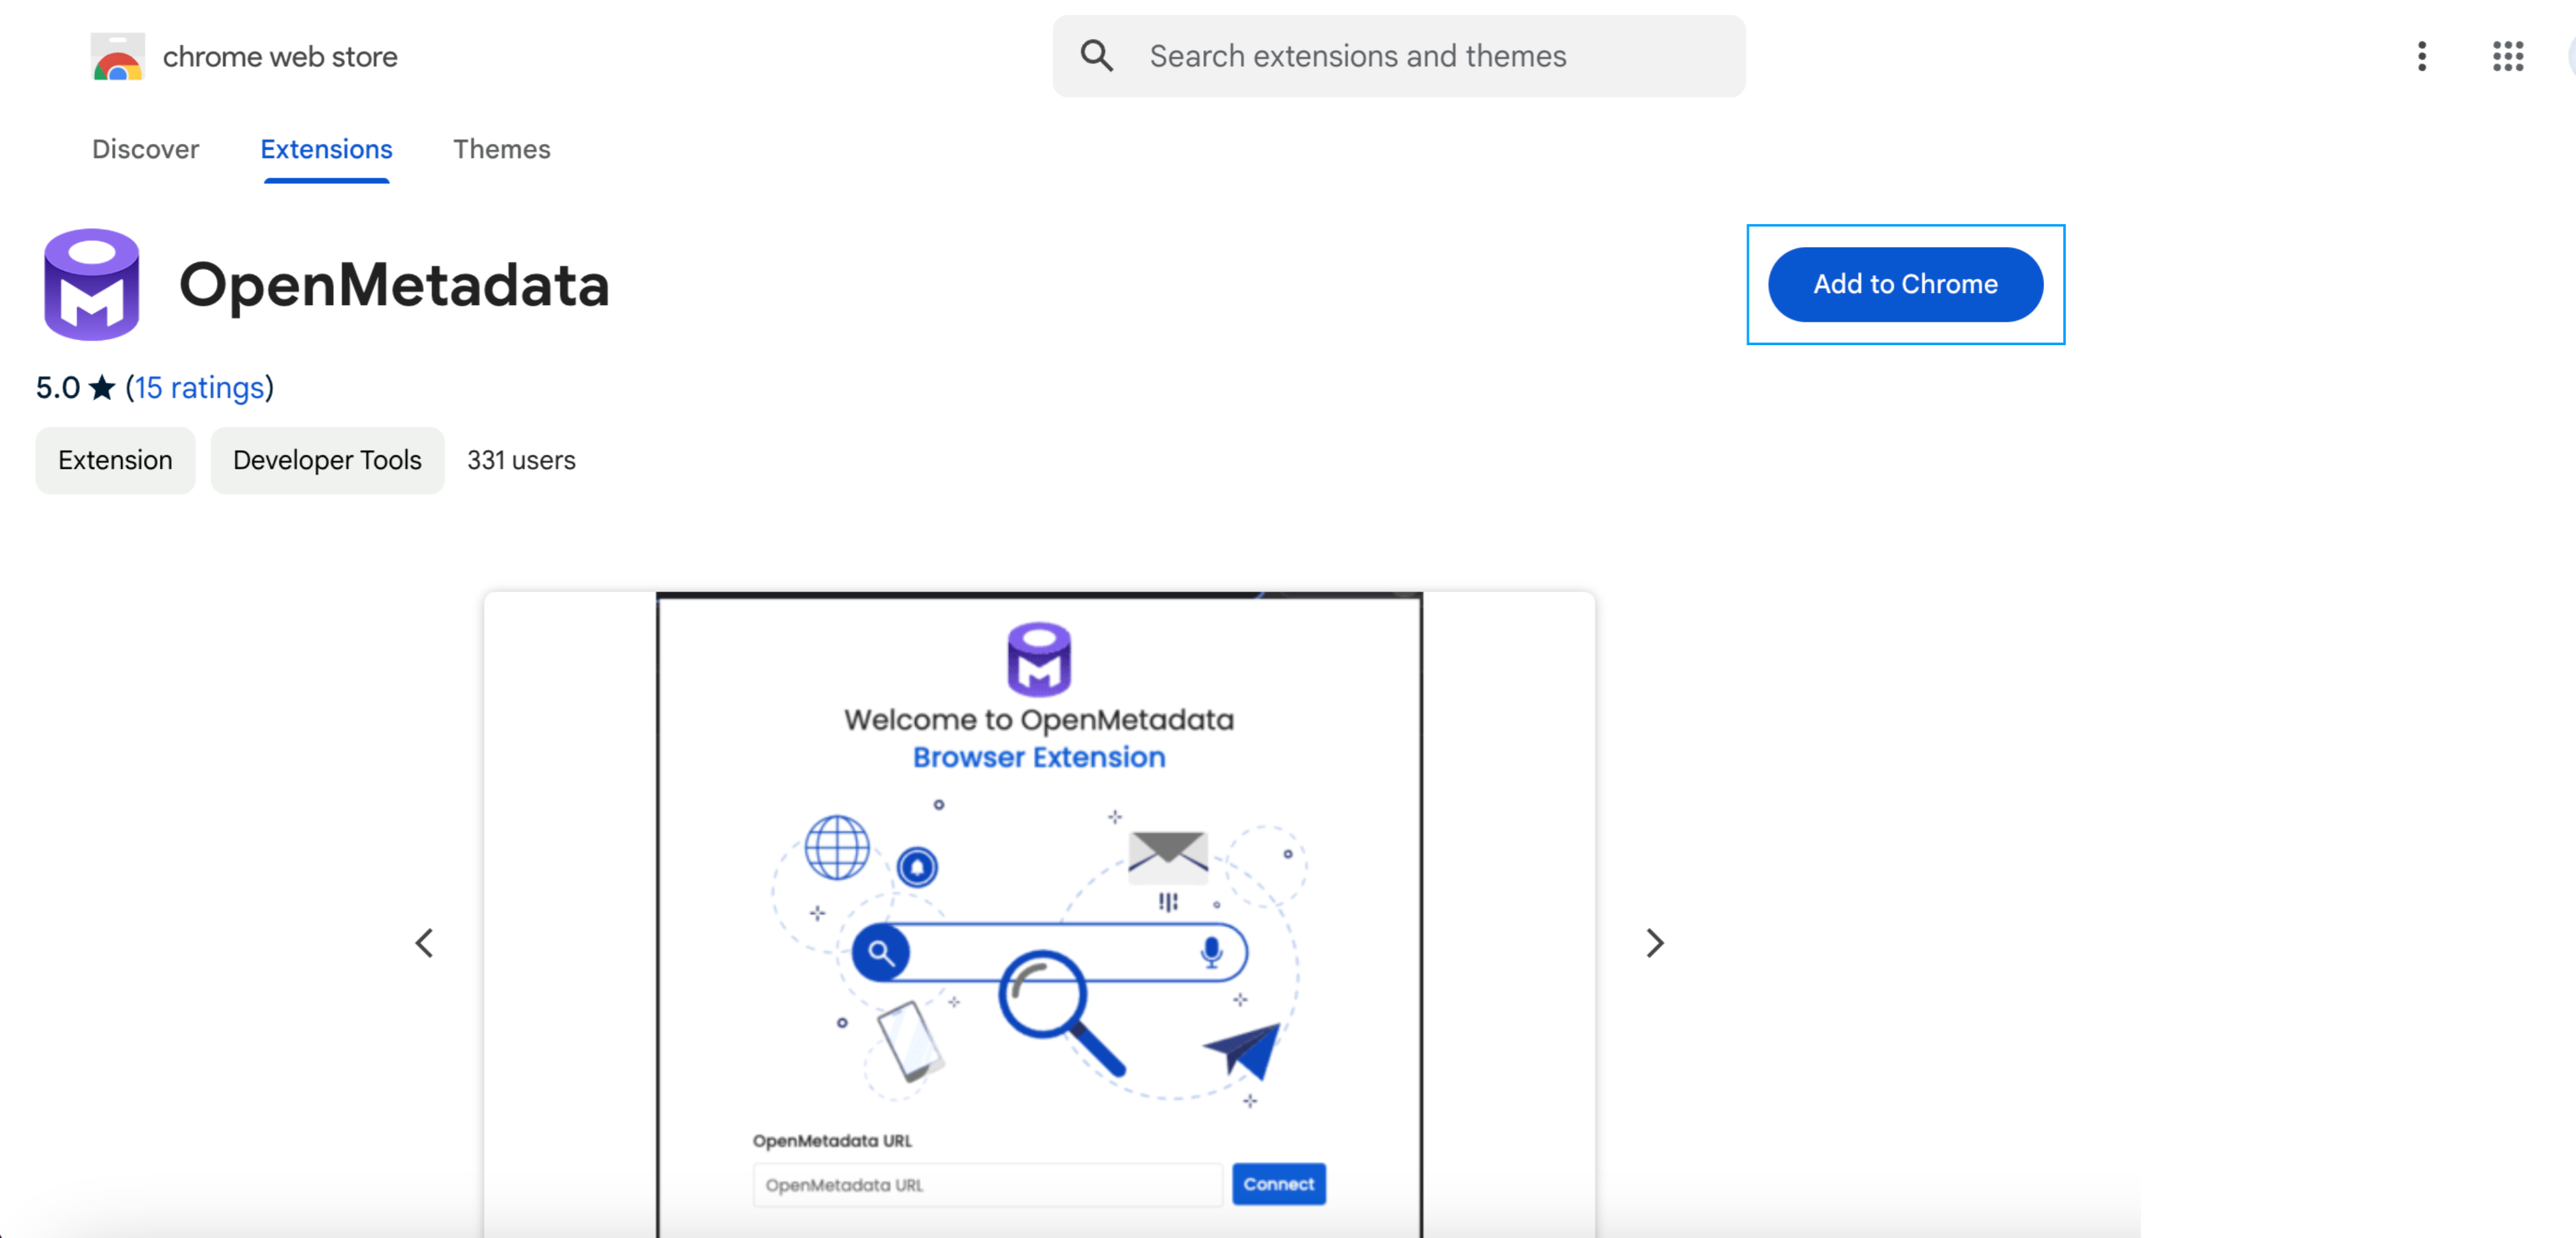 chrome web store
Search extensions and themes
Discover Extensions Themes
OpenMetadata
Add to Chrome
5.0 ★ (15 ratings)
Extension Developer Tools 331 users
Welcome to OpenMetadata
Browser Extension
OpenMetadata URL
OpenMetadata URL
Connect